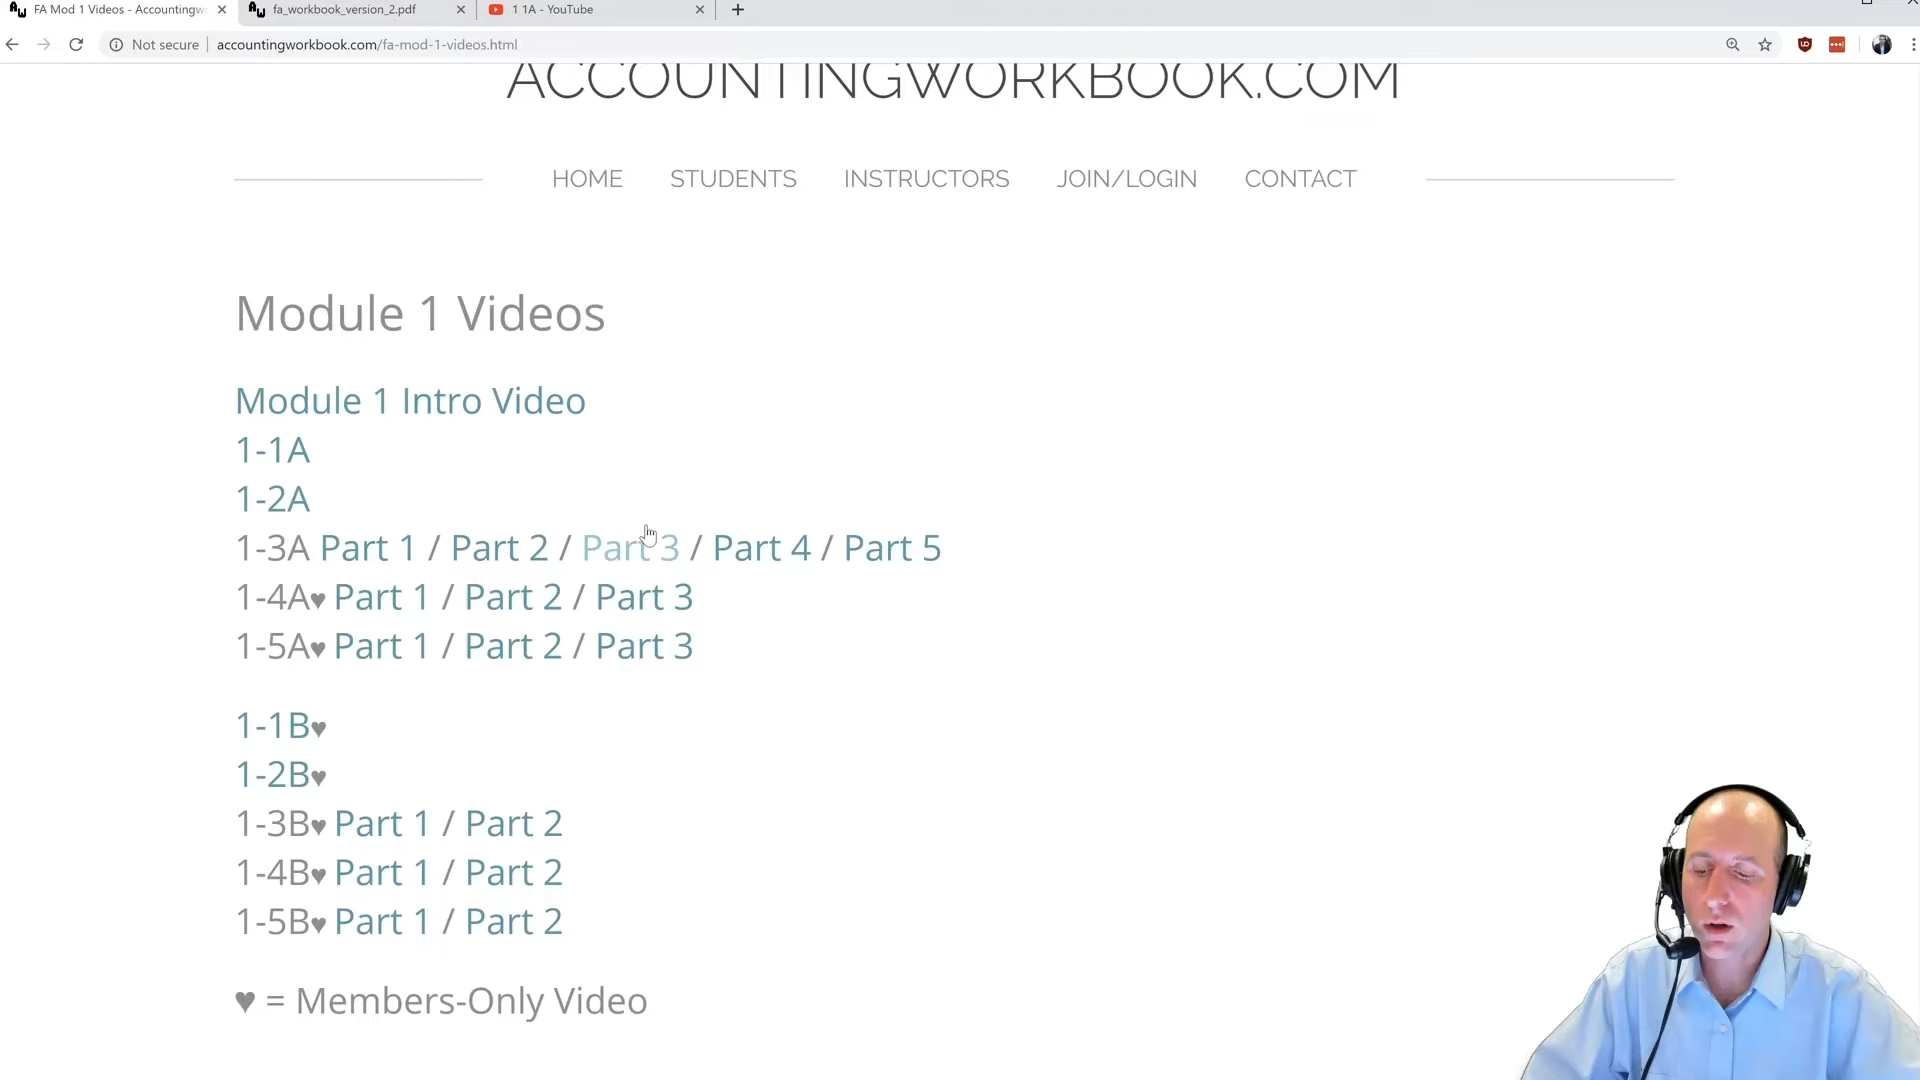 FA Mod 1 Videos - Accountingw
fa_workbook_version_2.pdf
1 1A - YouTube
Not secure | accountingworkbook.com/fa-mod-1-videos.html
ACCOUNTINGWORKBOOK.COM
HOME STUDENTS INSTRUCTORS JOIN/LOGIN CONTACT
Module 1 Videos
Module 1 Intro Video
1-1A
1-2A
1-3A Part 1 / Part 2 / Part 3 / Part 4 / Part 5
1-4A♥ Part 1 / Part 2 / Part 3
1-5A♥ Part 1 / Part 2 / Part 3
1-1B♥
1-2B♥
1-3B♥ Part 1 / Part 2
1-4B♥ Part 1 / Part 2
1-5B♥ Part 1 / Part 2
♥ = Members-Only Video